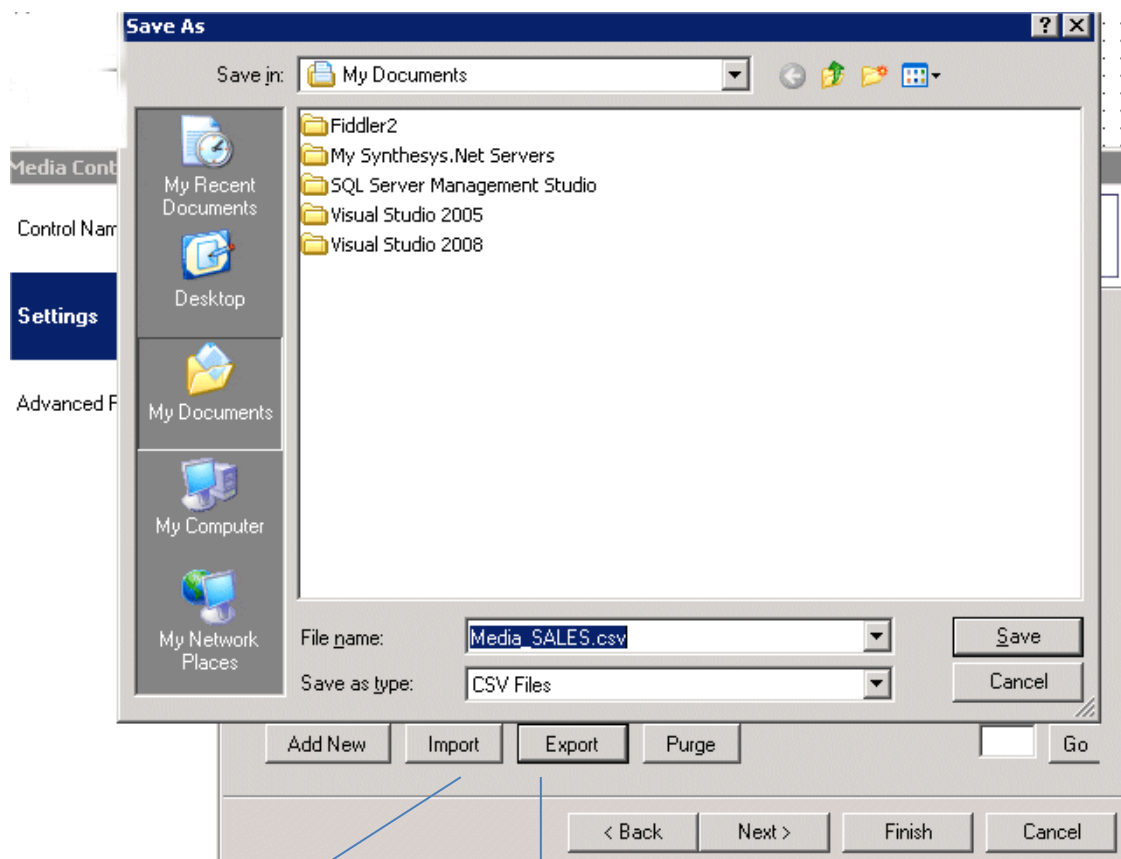 Save As
Save in: My Documents
Fiddler2
My Synthesys.Net Servers
SQL Server Management Studio
Visual Studio 2005
Visual Studio 2008
My Recent
Documents
Desktop
My Documents
My Computer
My Network
Places
File name: Media_SALES.csv Save
Save as type: CSV Files Cancel
Media Cont
Control Nam
Settings
Advanced P
Add New Import Export Purge Go
< Back Next > Finish Cancel